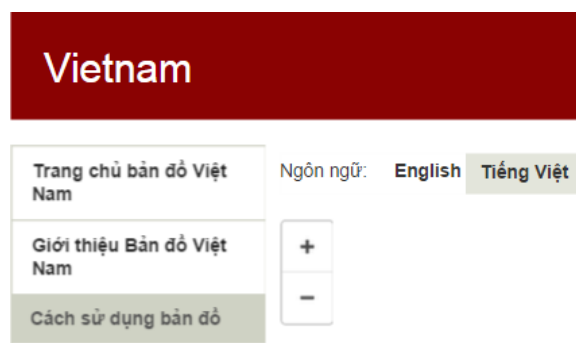 Vietnam
Trang chủ bản đồ Việt
Nam
Ngôn ngữ: English Tiếng Việt
Giới thiệu Bản đồ Việt
Nam
+
−
Cách sử dụng bản đồ